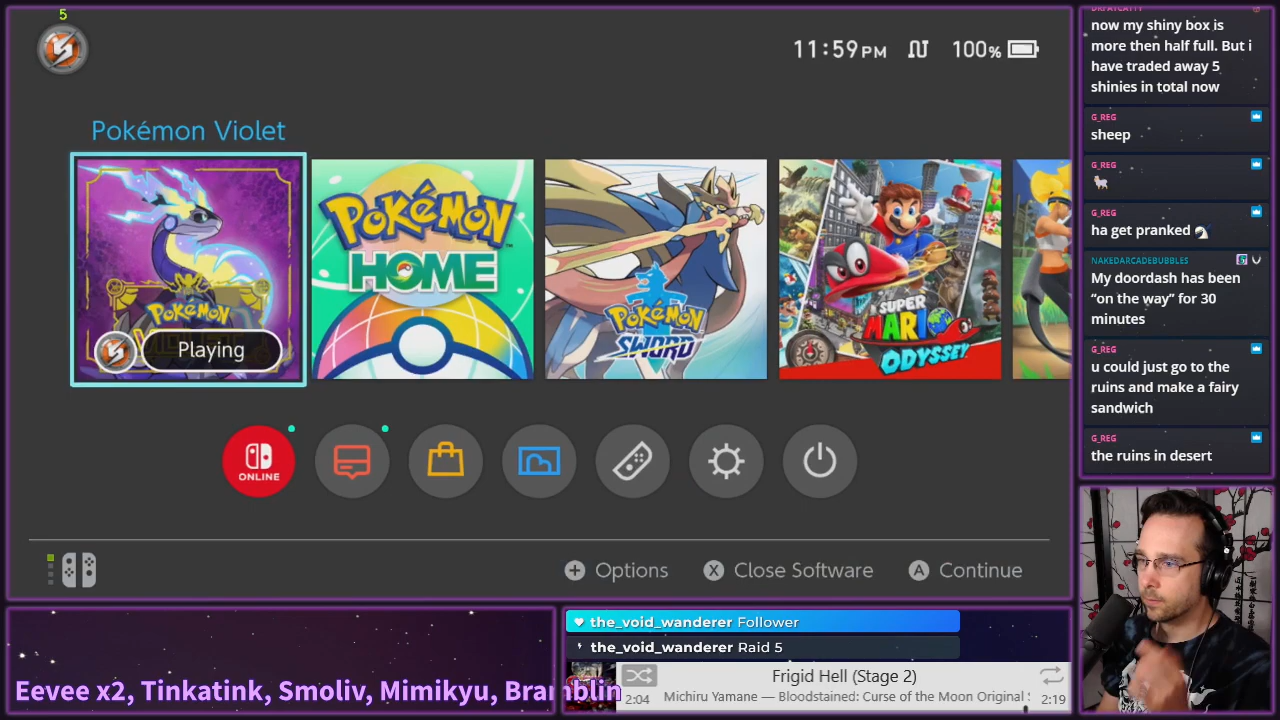 5
11:59 PM
100%
Pokémon Violet
POKÉMON
Playing
POKÉMON
HOME
POKÉMON
SWORD
SUPER
MARIO
ODYSSEY
ONLINE
Options
Close Software
Continue
now my shiny box is
more then half full. But i
have traded away 5
shinies in total now
G_REG
sheep
G_REG
G_REG
ha get pranked
NAKEDARCADEBUBBLES
My doordash has been
“on the way” for 30
minutes
G_REG
u could just go to the
ruins and make a fairy
sandwich
G_REG
the ruins in desert
the_void_wanderer Follower
the_void_wanderer Raid 5
Frigid Hell (Stage 2)
2:04
Michiru Yamane — Bloodstained: Curse of the Moon Original
2:19
Eevee x2, Tinkatink, Smoliv, Mimikyu, Bramblin